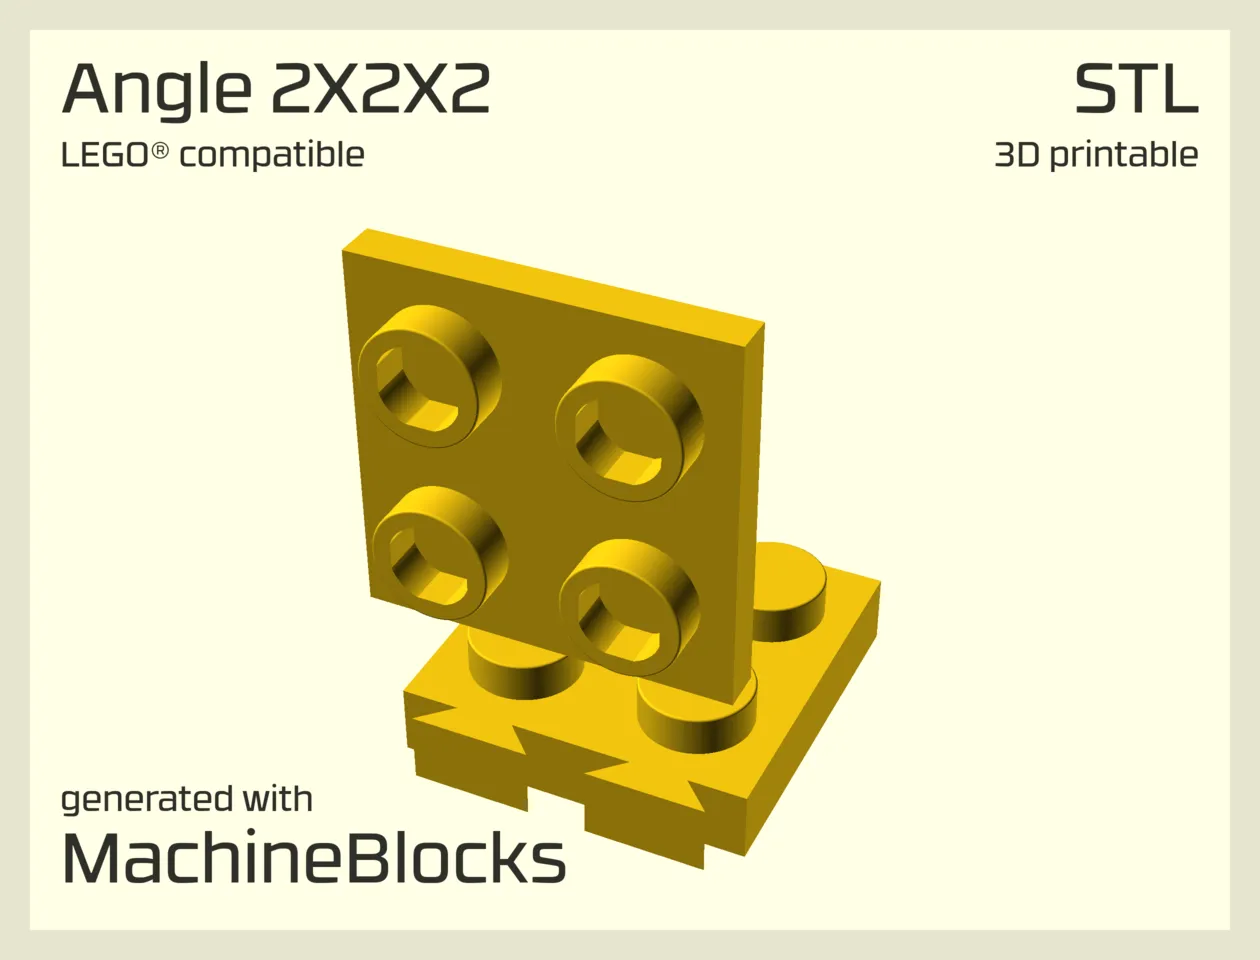 Angle 2X2X2
LEGO® compatible
STL
3D printable
generated with
MachineBlocks